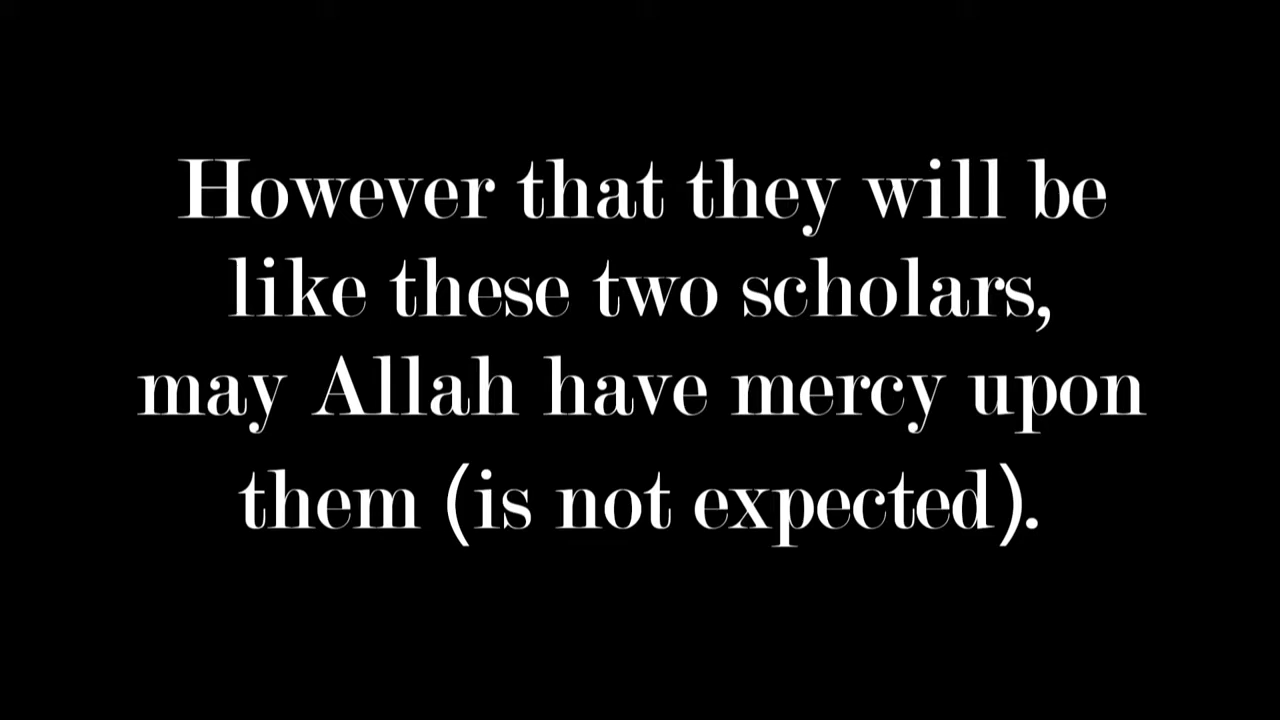 However that they will be
like these two scholars,
may Allah have mercy upon
them (is not expected).